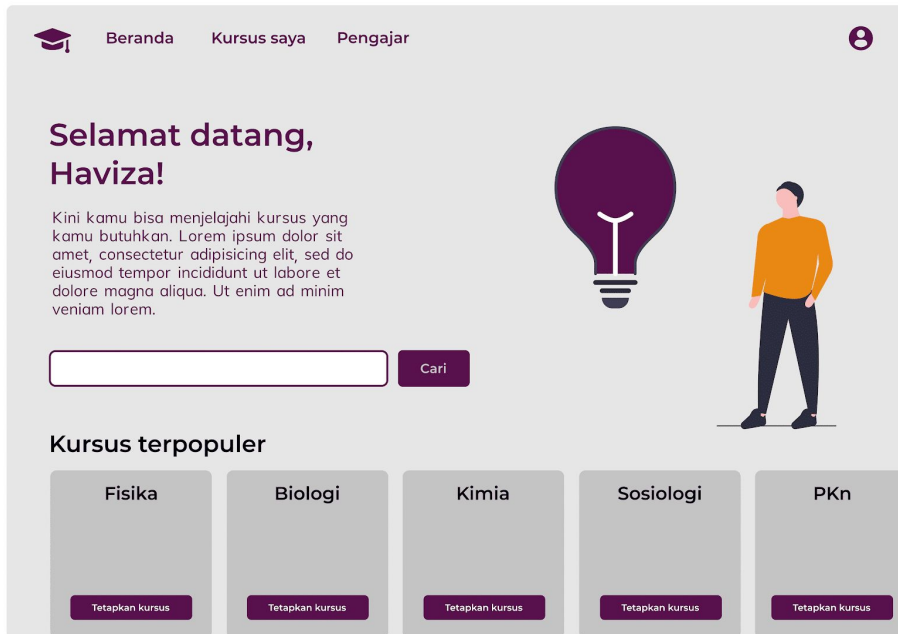 Beranda Kursus saya Pengajar
Selamat datang,
Haviza!
Kini kamu bisa menjelajahi kursus yang
kamu butuhkan. Lorem ipsum dolor sit
amet, consectetur adipisicing elit, sed do
eiusmod tempor incididunt ut labore et
dolore magna aliqua. Ut enim ad minim
veniam lorem.
Cari
Kursus terpopuler
Fisika Biologi Kimia Sosiologi PKn
Tetapkan kursus Tetapkan kursus Tetapkan kursus Tetapkan kursus Tetapkan kursus